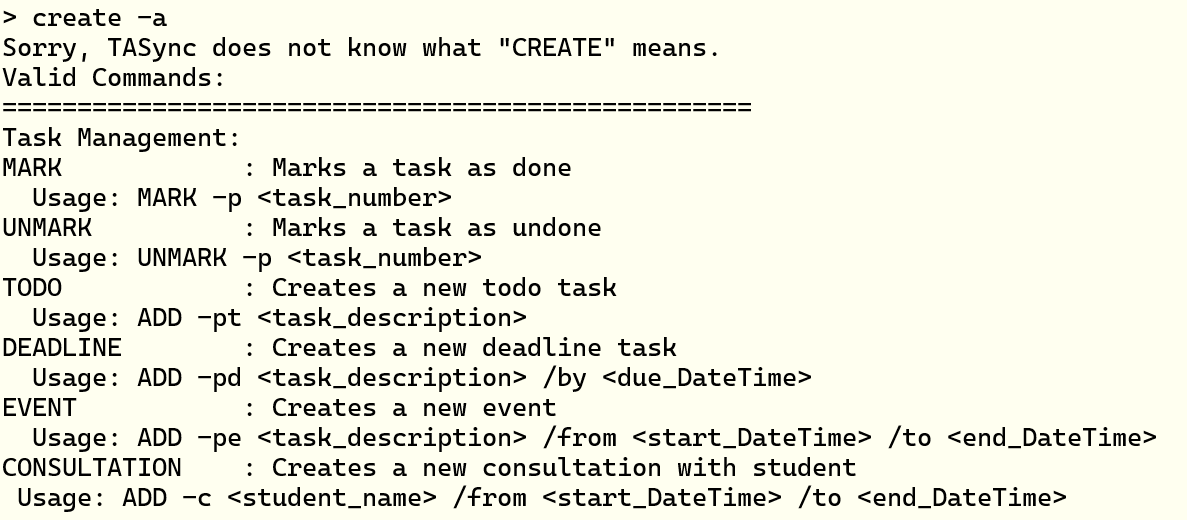 > create -a
Sorry, TASync does not know what "CREATE" means.
Valid Commands:
==================================================
Task Management:
MARK            : Marks a task as done
  Usage: MARK -p <task_number>
UNMARK          : Marks a task as undone
  Usage: UNMARK -p <task_number>
TODO            : Creates a new todo task
  Usage: ADD -pt <task_description>
DEADLINE        : Creates a new deadline task
  Usage: ADD -pd <task_description> /by <due_DateTime>
EVENT           : Creates a new event
  Usage: ADD -pe <task_description> /from <start_DateTime> /to <end_DateTime>
CONSULTATION    : Creates a new consultation with student
 Usage: ADD -c <student_name> /from <start_DateTime> /to <end_DateTime>